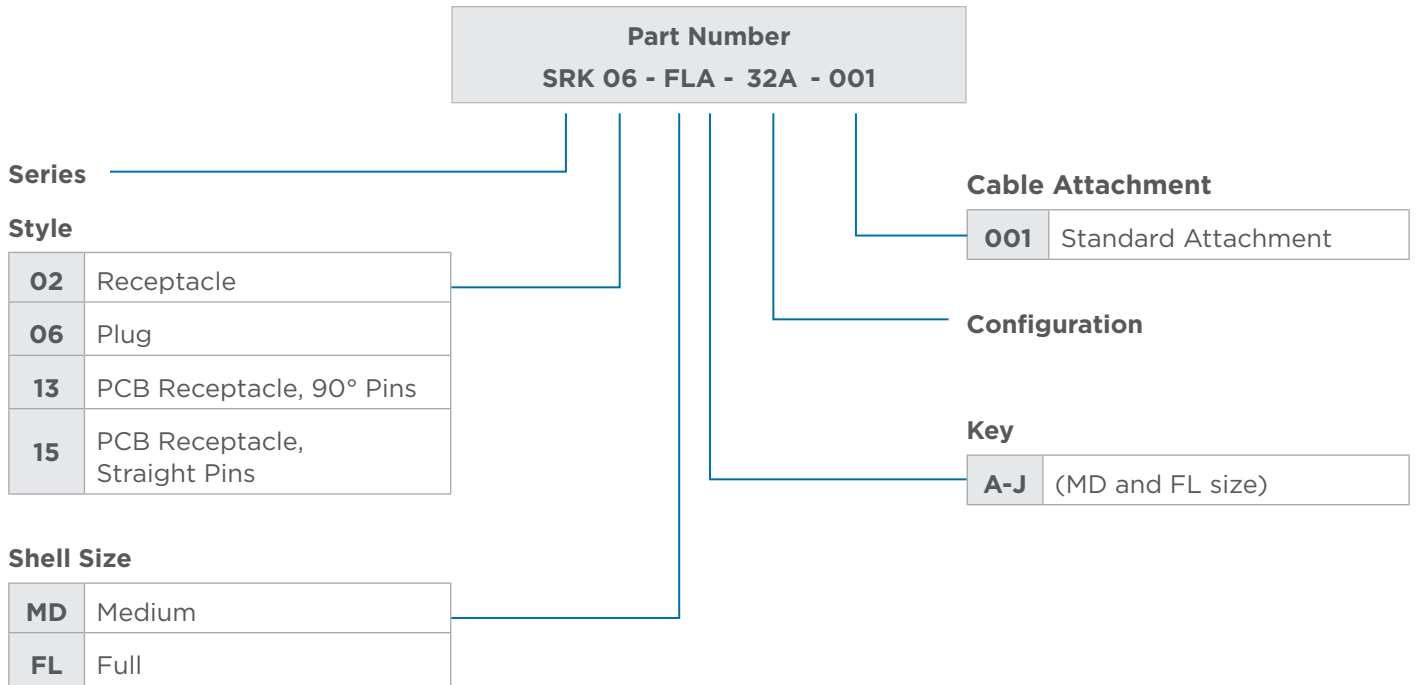 Part Number
SRK 06 - FLA - 32A - 001
Series
Style
02 Receptacle
06 Plug
13 PCB Receptacle, 90° Pins
15 PCB Receptacle,
Straight Pins
Shell Size
MD Medium
FL Full
Cable Attachment
001 Standard Attachment
Configuration
Key
A-J (MD and FL size)